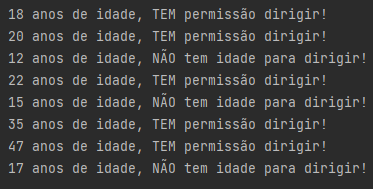 18 anos de idade, TEM permissão dirigir!
20 anos de idade, TEM permissão dirigir!
12 anos de idade, NÃO tem idade para dirigir!
22 anos de idade, TEM permissão dirigir!
15 anos de idade, NÃO tem idade para dirigir!
35 anos de idade, TEM permissão dirigir!
47 anos de idade, TEM permissão dirigir!
17 anos de idade, NÃO tem idade para dirigir!